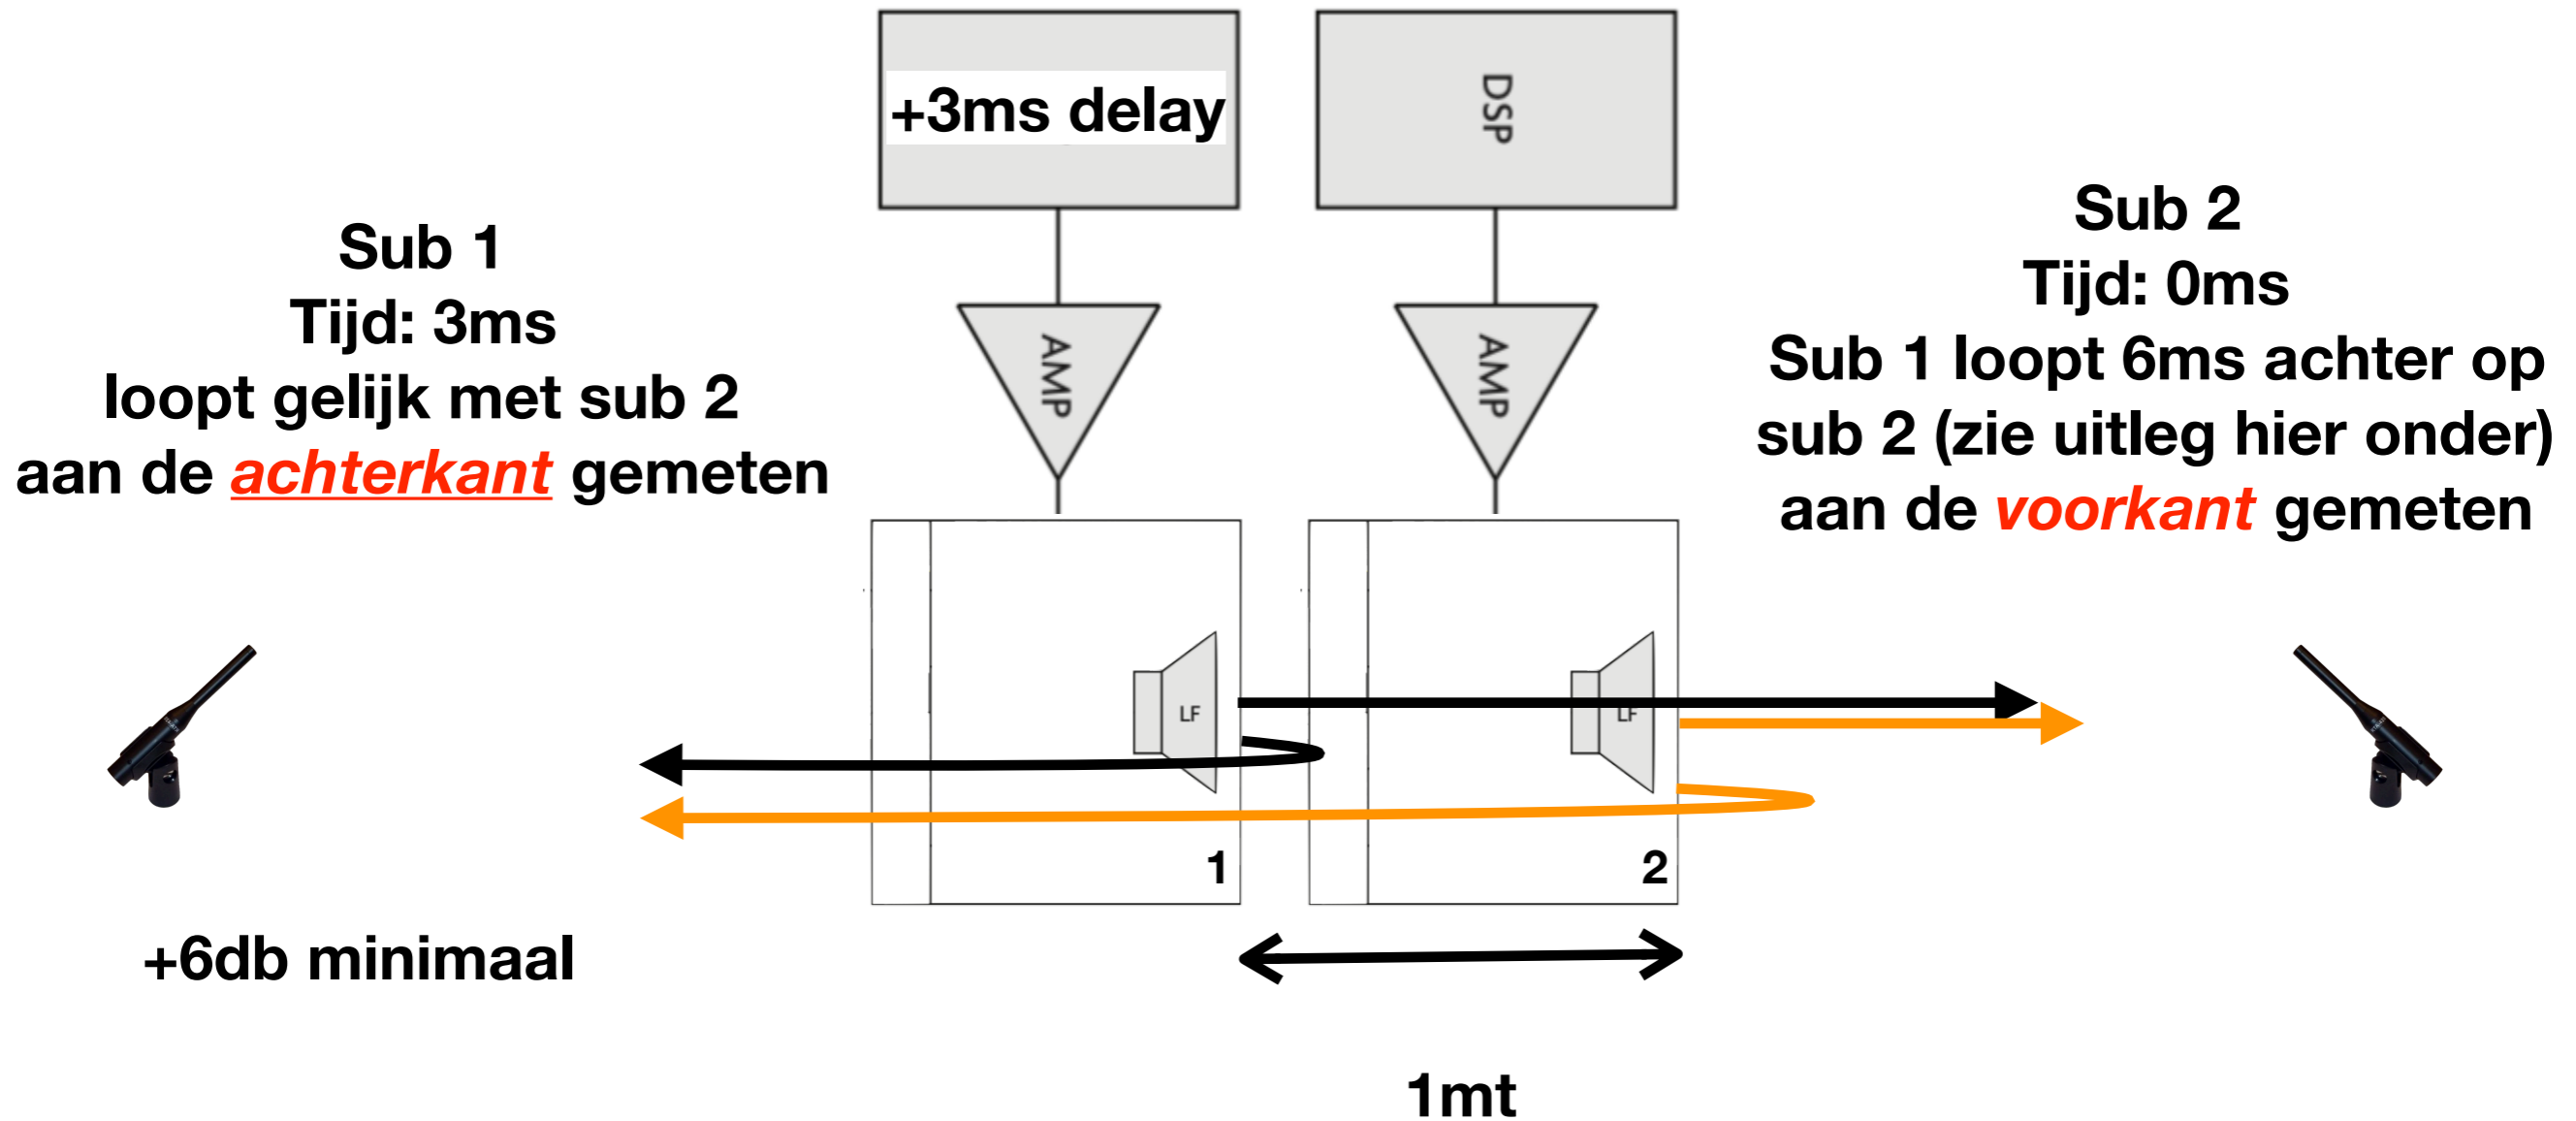 +3ms delay
DSP
Sub 1
Tijd: 3ms
loopt gelijk met sub 2
aan de achterkant gemeten
Sub 2
Tijd: 0ms
Sub 1 loopt 6ms achter op
sub 2 (zie uitleg hier onder)
aan de voorkant gemeten
AMP
AMP
LF
LF
1
2
+6db minimaal
1mt